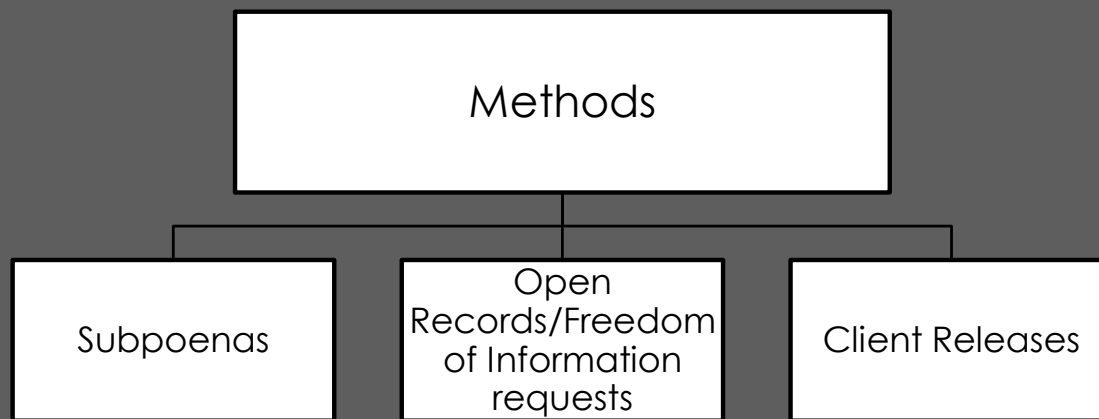 Methods
Subpoenas
Open
Records/Freedom
of Information
requests
Client Releases